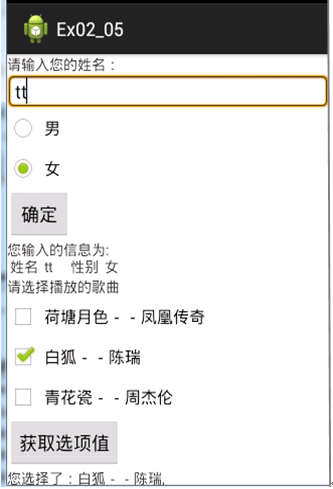 Ex02_05
请输入您的姓名：
tt
男
女
确定
您输入的信息为:
姓名 tt 性别 女
请选择播放的歌曲
荷塘月色 - - 凤凰传奇
白狐 - - 陈瑞
青花瓷 - - 周杰伦
获取选项值
您选择了：白狐 - - 陈瑞,